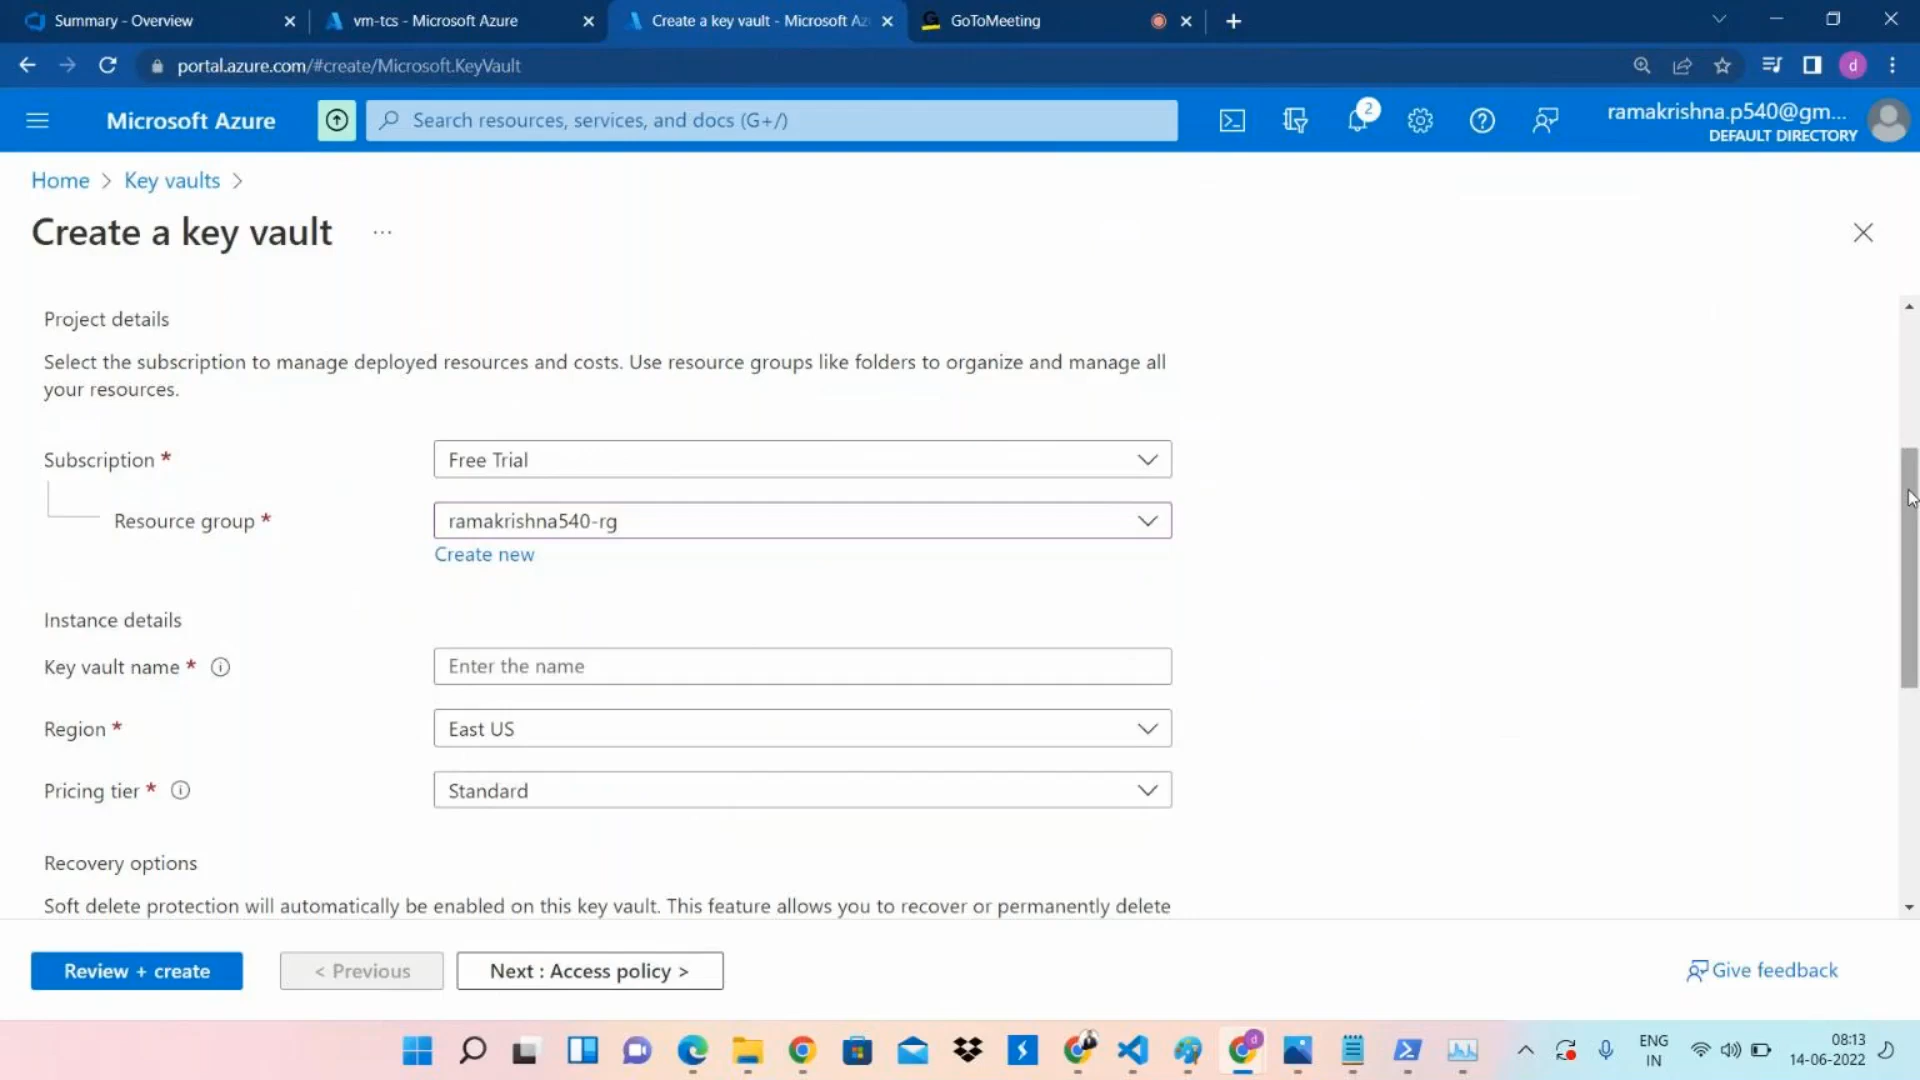 Summary - Overview
vm-tcs - Microsoft Azure
Create a key vault - Microsoft Az
GoToMeeting
portal.azure.com/#create/Microsoft.KeyVault
d
Microsoft Azure
Search resources, services, and docs (G+/)
2
ramakrishna.p540@gm...
DEFAULT DIRECTORY
Home > Key vaults >
Create a key vault ...
Project details
Select the subscription to manage deployed resources and costs. Use resource groups like folders to organize and manage all
your resources.
Subscription *
Free Trial
Resource group *
ramakrishna540-rg
Create new
Instance details
Key vault name *
Enter the name
Region *
East US
Pricing tier *
Standard
Recovery options
Soft delete protection will automatically be enabled on this key vault. This feature allows you to recover or permanently delete
Review + create
< Previous
Next : Access policy >
Give feedback
ENG
IN
08:13
14-06-2022